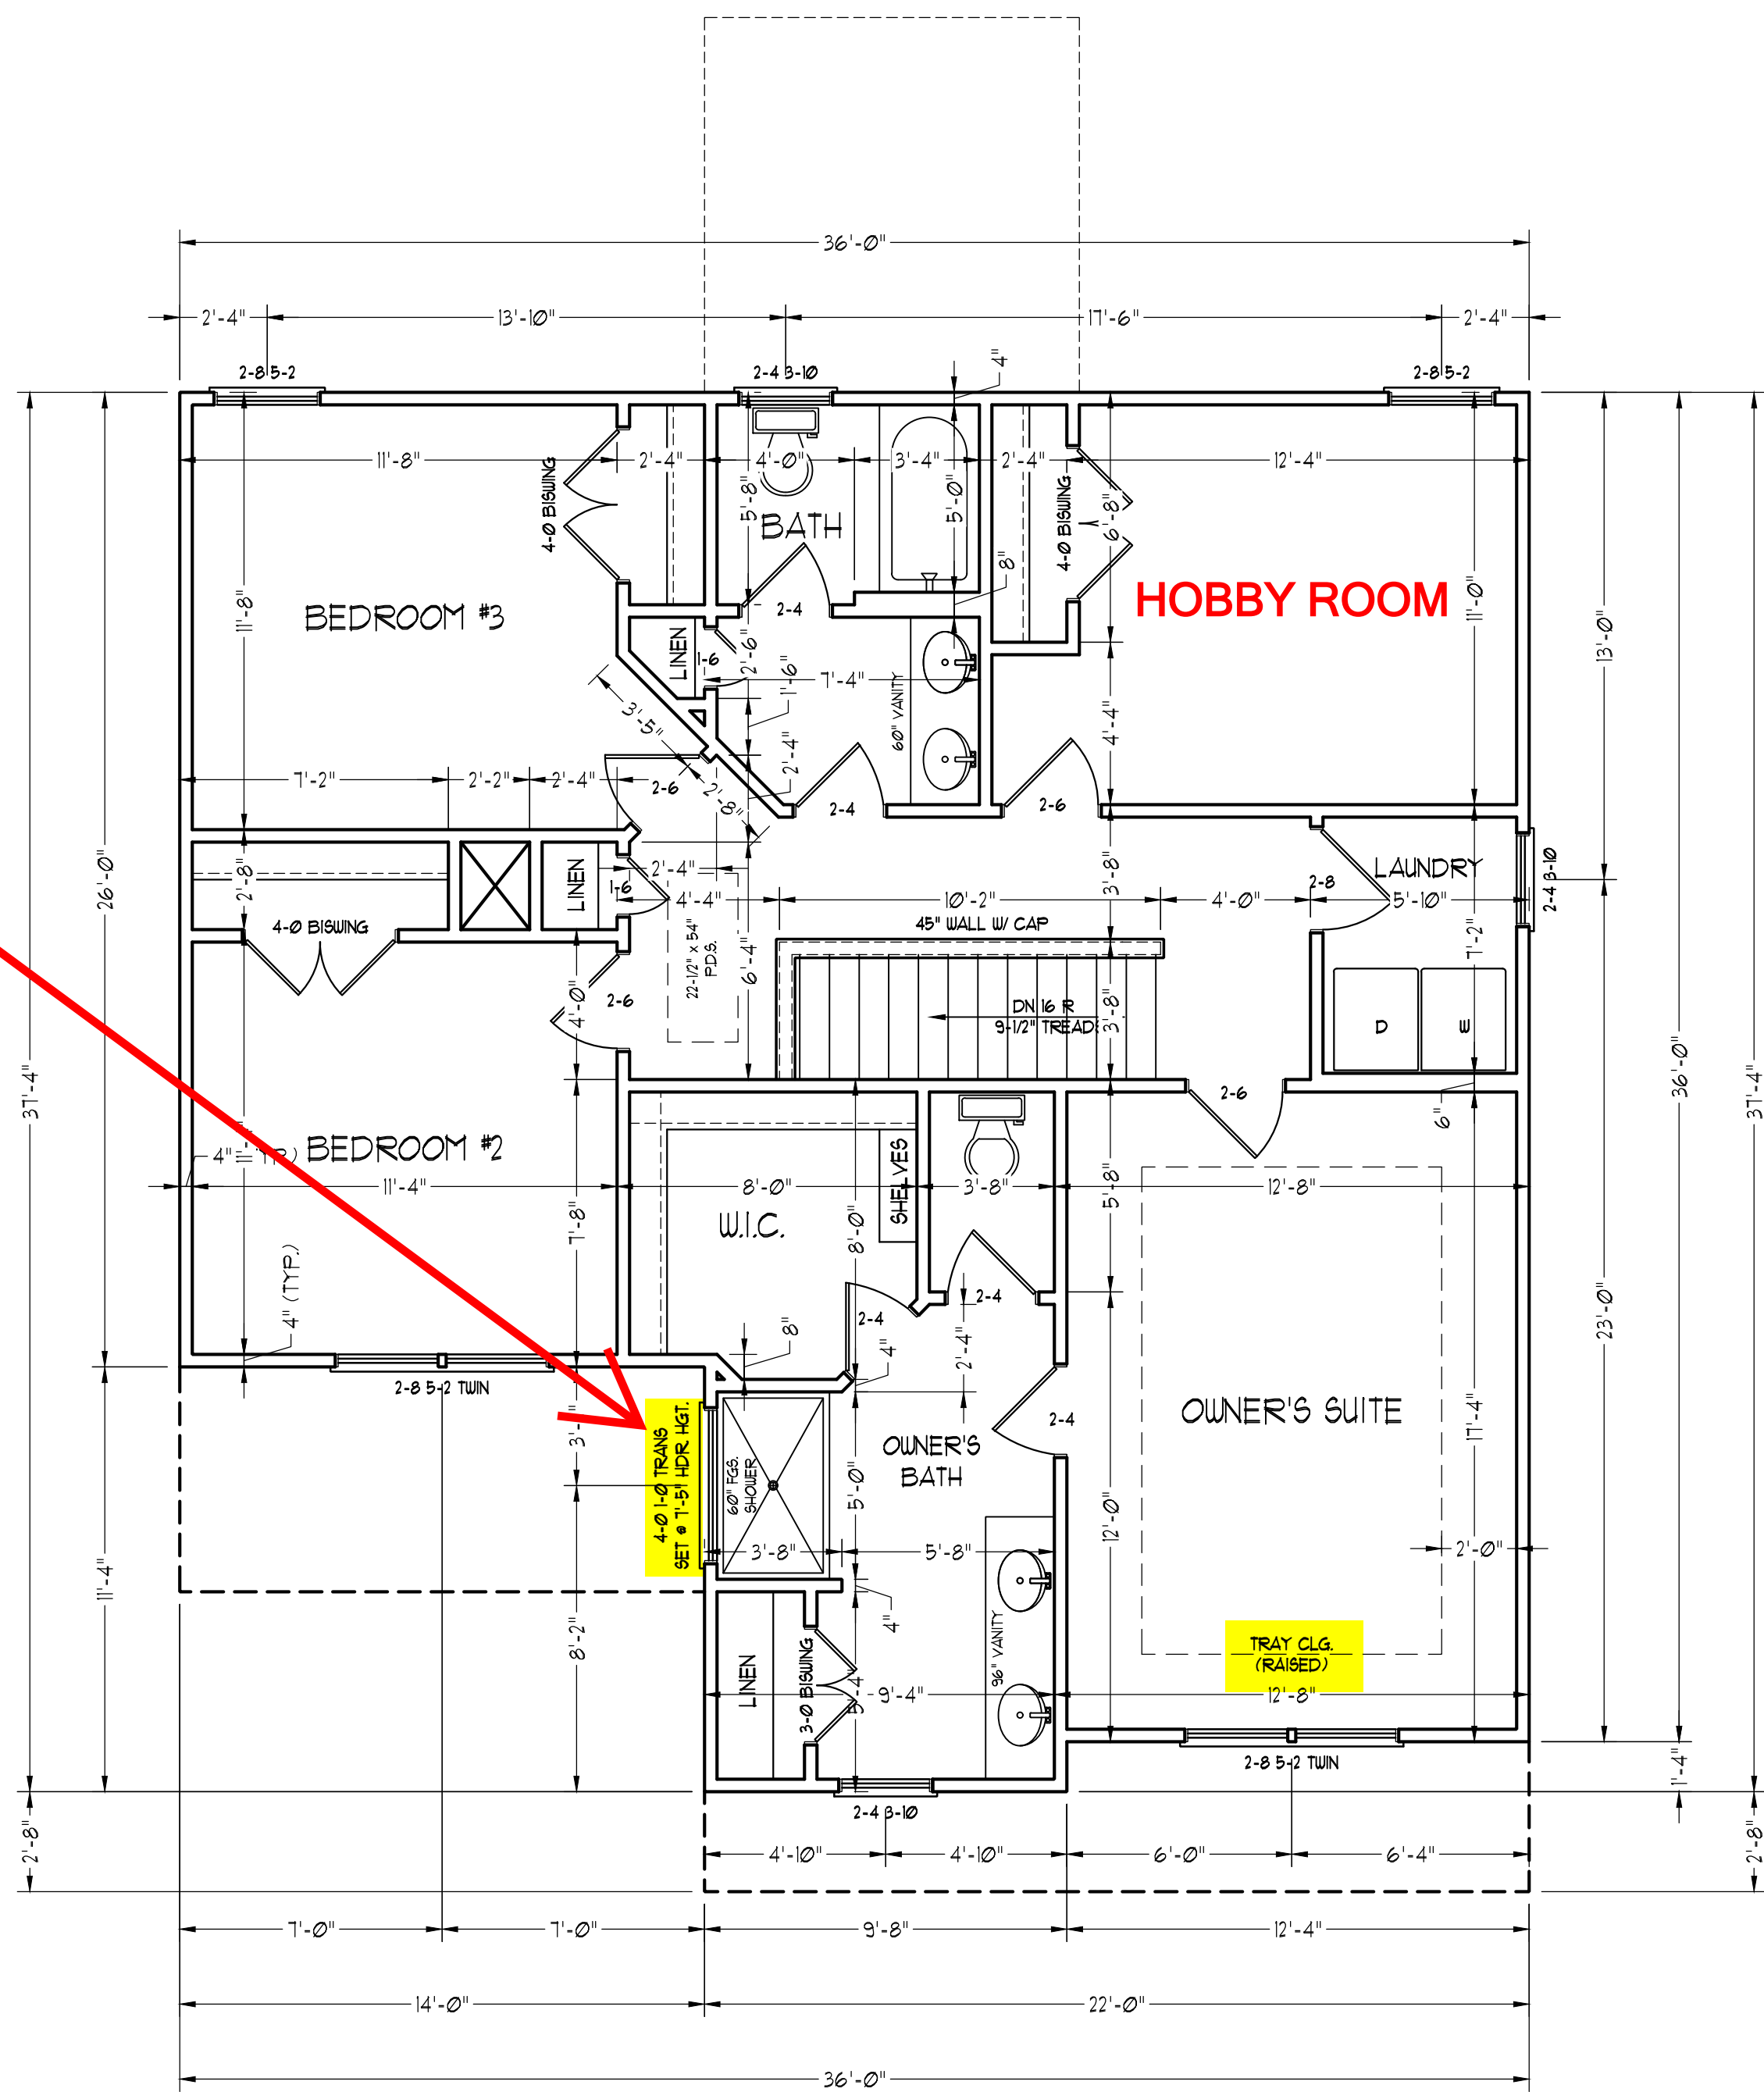 36'-0"
2'-4"
13'-10"
17'-6"
2'-4"
2-8 5-2
2-4 3-10
4"
2-8 5-2
11'-8"
2'-4"
4'-0"
3'-4"
2'-4"
12'-4"
4-0 BISWING
5'-8"
BATH
5'-0"
4-0 BISWING
6'-8"
8"
11'-8"
BEDROOM #3
2-4
HOBBY ROOM
11'-0"
13'-0"
LINEN
1-6
2'-6"
1'-6"
7'-4"
60" VANITY
3'-5"
4'-4"
7'-2"
2'-2"
2'-4"
2-6
2'-8"
2'-4"
2-4
2-6
26'-0"
2'-8"
LINEN
1-6
2'-4"
4'-4"
10'-2"
3'-8"
4'-0"
2-8
LAUNDRY
5'-10"
2-4 3-10
4-0 BISWING
45" WALL W/ CAP
22-1/2" x 54"
P.D.S.
6'-4"
7'-2"
2-6
4'-0"
DN 16 R
9-1/2" TREAD
3'-8"
D
W
37'-4"
36'-0"
37'-4"
2-6
6"
4"
BEDROOM #2
11'-4"
8'-0"
SHELVES
3'-8"
5'-8"
12'-8"
W.I.C.
7'-8"
8'-0"
4" (TYP.)
8"
2-4
2-4
4"
2'-4"
23'-0"
2-8 5-2 TWIN
4-0 1-0 TRANS
SET @ 7'-5" HDR HGT.
60" FGS.
SHOWER
OWNER'S
BATH
2-4
OWNER'S SUITE
17'-4"
5'-0"
12'-0"
3'-8"
5'-8"
2'-0"
11'-4"
8'-2"
4"
LINEN
3-0 BISWING
5'-4"
9'-4"
96" VANITY
TRAY CLG.
(RAISED)
12'-8"
2-8 5-2 TWIN
1'-4"
2-4 3-10
2'-8"
4'-10"
4'-10"
6'-0"
6'-4"
2'-8"
7'-0"
7'-0"
9'-8"
12'-4"
14'-0"
22'-0"
36'-0"